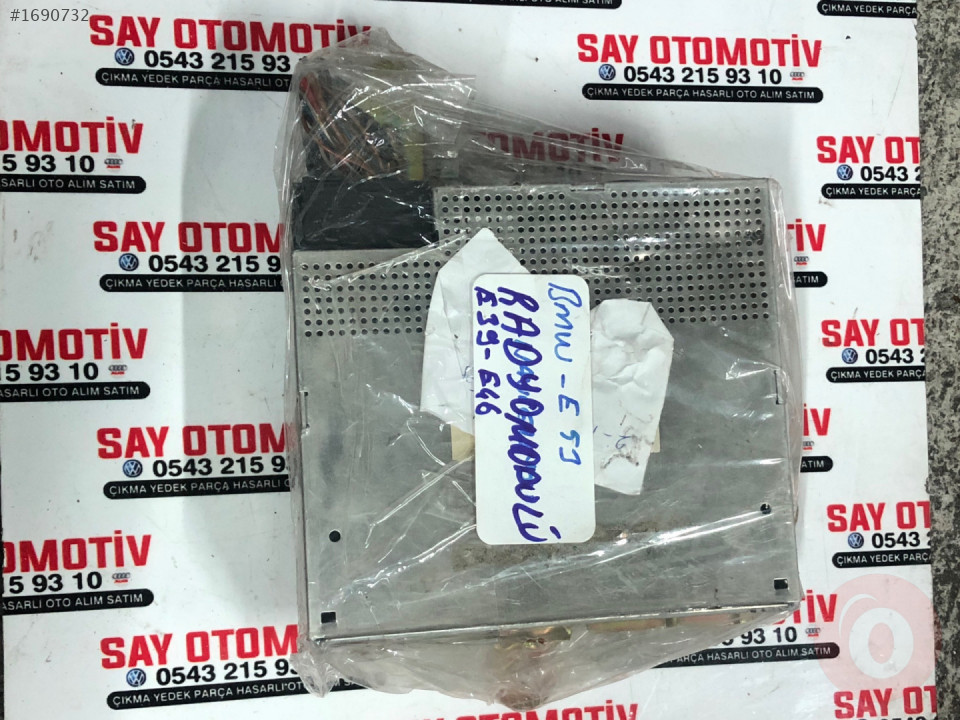 #1690732
SAY OTOMOTİV
0543 215 93 10
ÇIKMA YEDEK PARÇA HASARLI OTO ALIM SATIM
BMW - E 53
RADYO MODULÜ
E39-E46